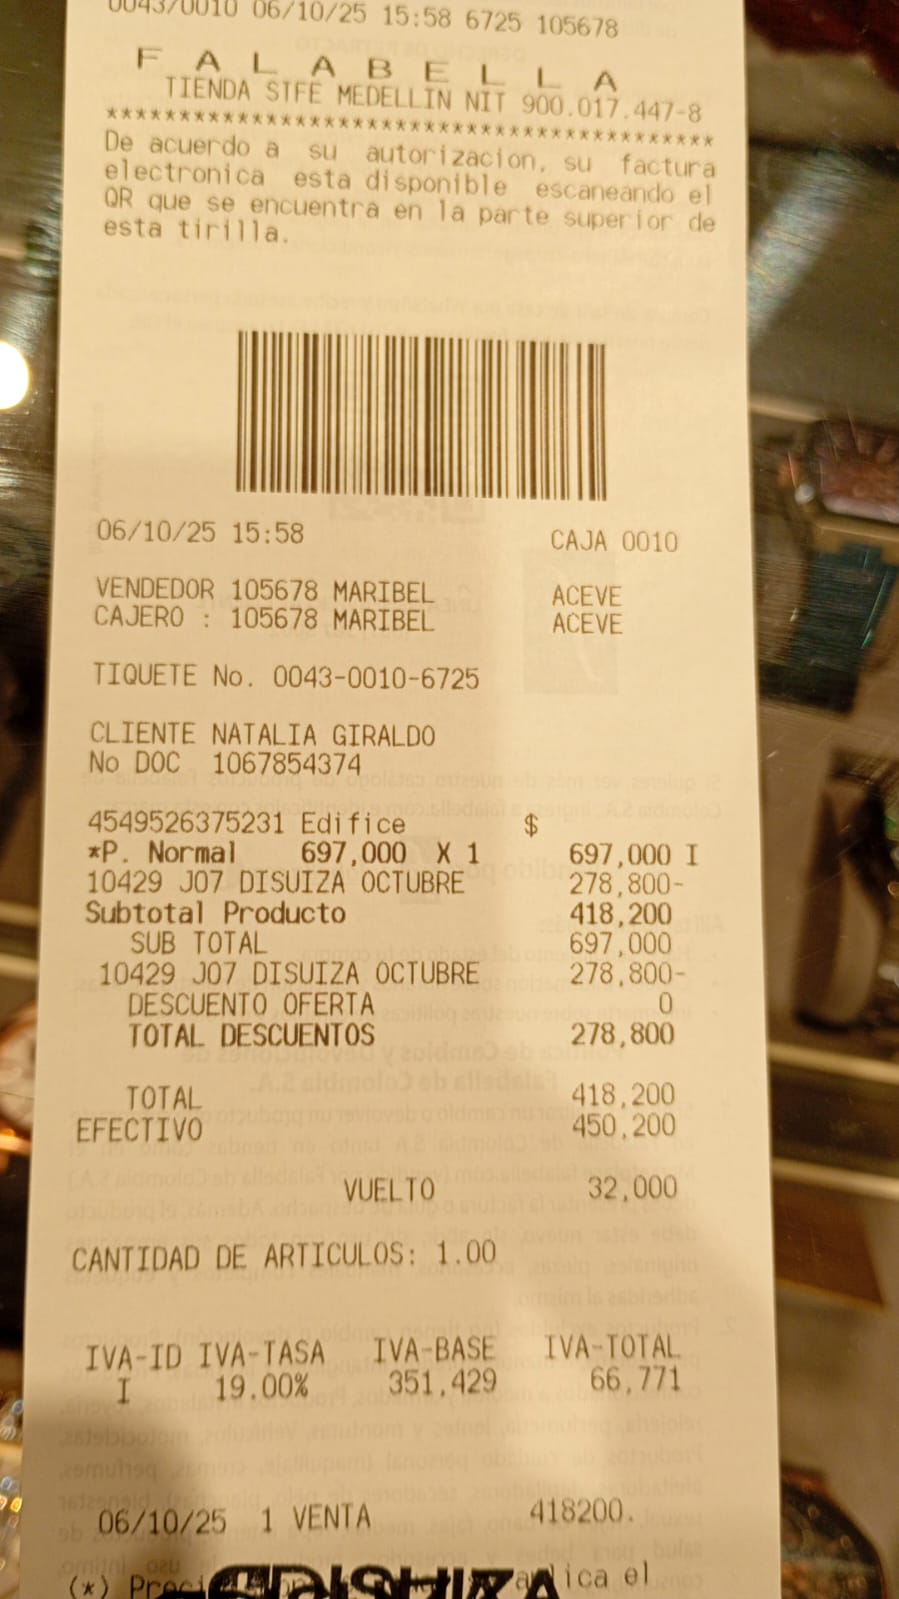 0043/0010 06/10/25 15:58 6725 105678
F A L A B E L L A
TIENDA STFE MEDELLIN NIT 900.017.447-8
******************************************
De acuerdo a su autorizacion, su factura
electronica esta disponible escaneando el
QR que se encuentra en la parte superior de
esta tirilla.
06/10/25 15:58 CAJA 0010
VENDEDOR 105678 MARIBEL ACEVE
CAJERO : 105678 MARIBEL ACEVE
TIQUETE No. 0043-0010-6725
CLIENTE NATALIA GIRALDO
No DOC 1067854374
4549526375231 Edifice $
*P. Normal 697,000 X 1 697,000 I
10429 J07 DISUIZA OCTUBRE 278,800-
Subtotal Producto 418,200
SUB TOTAL 697,000
10429 J07 DISUIZA OCTUBRE 278,800-
DESCUENTO OFERTA 0
TOTAL DESCUENTOS 278,800
TOTAL 418,200
EFECTIVO 450,200
VUELTO 32,000
CANTIDAD DE ARTICULOS: 1.00
IVA-ID IVA-TASA IVA-BASE IVA-TOTAL
I 19.00% 351,429 66,771
06/10/25 1 VENTA 418200.
(*) el